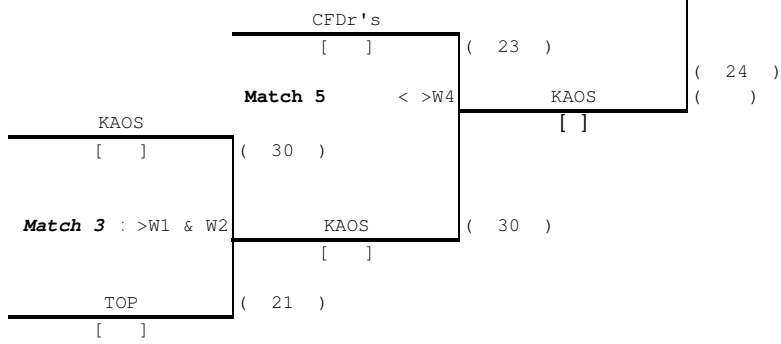 CFDr's
[ ] ( 23 )
( 24 )
Match 5 < >W4 KAOS ( )
KAOS [ ]
[ ] ( 30 )
Match 3 : >W1 & W2 KAOS ( 30 )
[ ]
TOP ( 21 )
[ ]